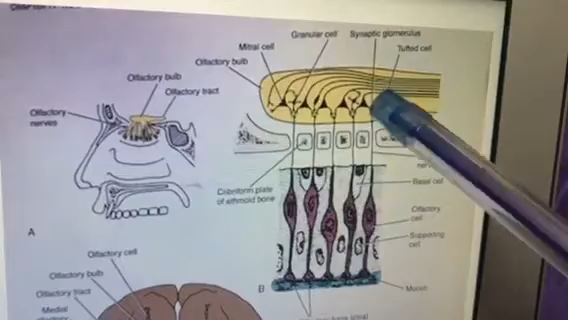 Granular cell
Synaptic glomerulus
Mitral cell
Tufted cell
Olfactory bulb
Olfactory bulb
Olfactory tract
Olfactory
nerves
Cribriform plate
of ethmoid bone
Basal cell
Olfactory
cell
Supporting
cell
Mucus
A
B
Olfactory cell
Olfactory bulb
Olfactory tract
Medial